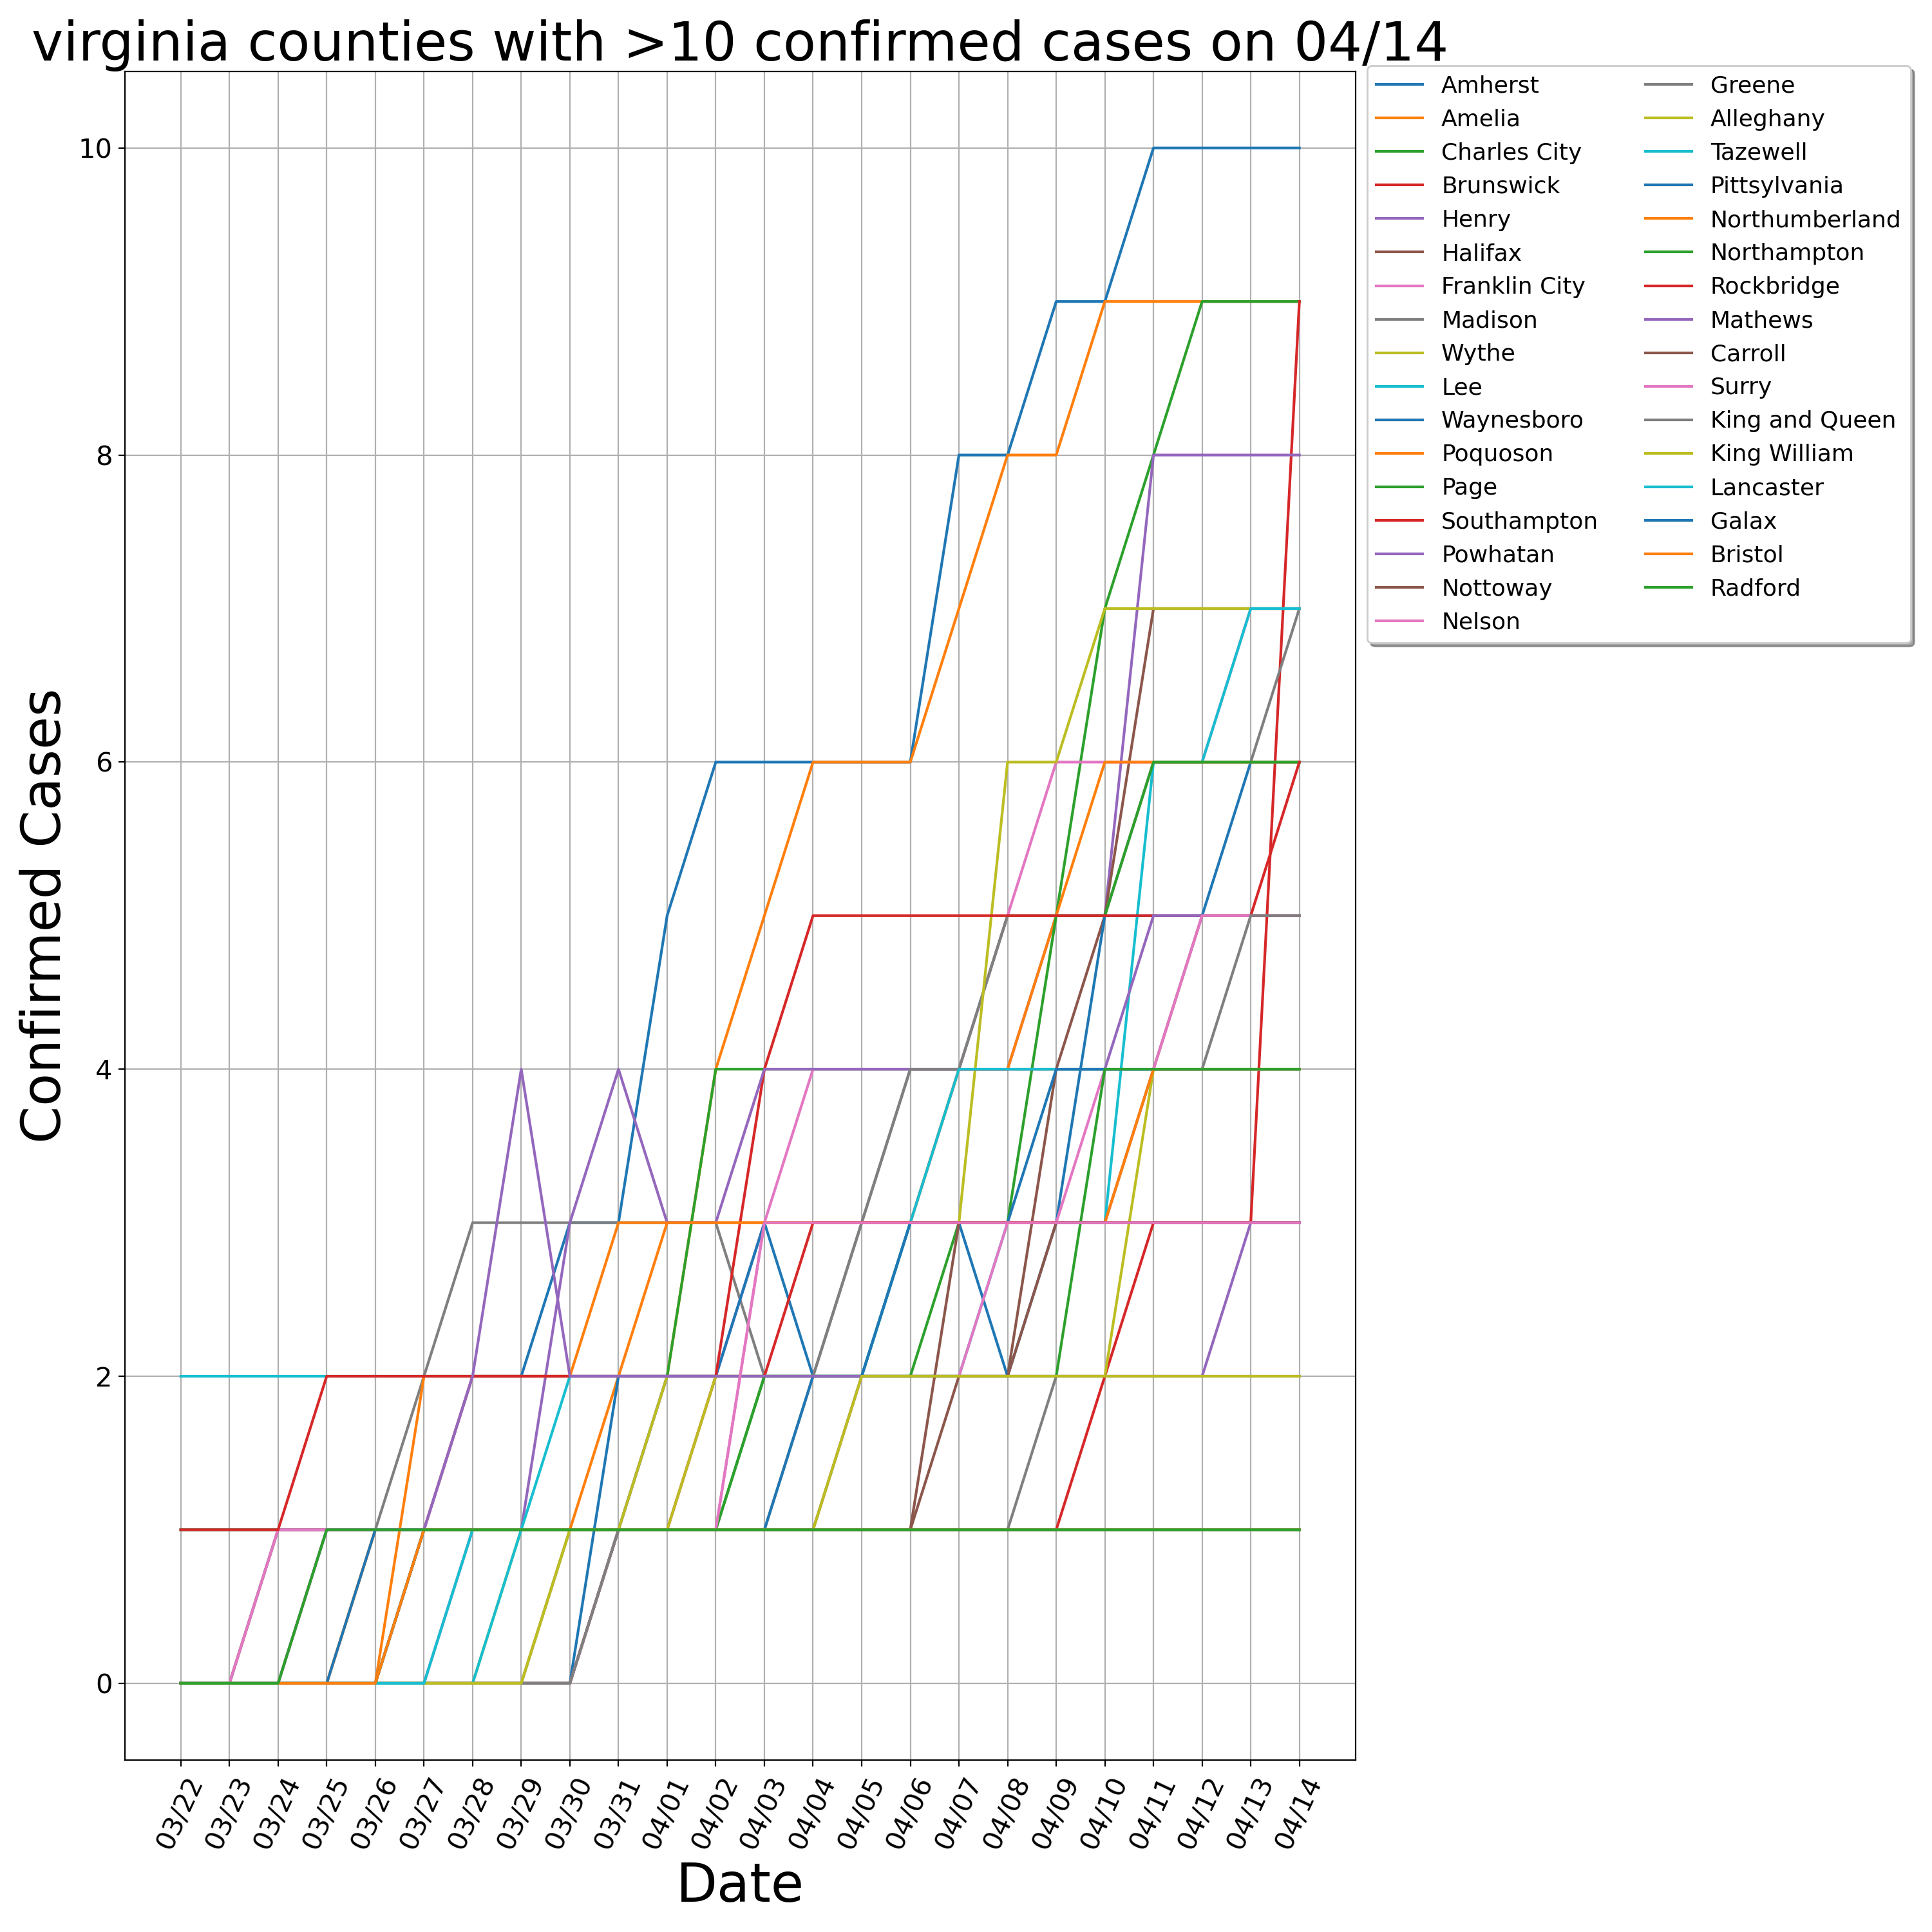 virginia counties with >10 confirmed cases on 04/14
Confirmed Cases
10
8
6
4
2
0
03/22
03/23
03/24
03/25
03/26
03/27
03/28
03/29
03/30
03/31
04/01
04/02
04/03
04/04
04/05
04/06
04/07
04/08
04/09
04/10
04/11
04/12
04/13
04/14
Date
Amherst
Amelia
Charles City
Brunswick
Henry
Halifax
Franklin City
Madison
Wythe
Lee
Waynesboro
Poquoson
Page
Southampton
Powhatan
Nottoway
Nelson
Greene
Alleghany
Tazewell
Pittsylvania
Northumberland
Northampton
Rockbridge
Mathews
Carroll
Surry
King and Queen
King William
Lancaster
Galax
Bristol
Radford